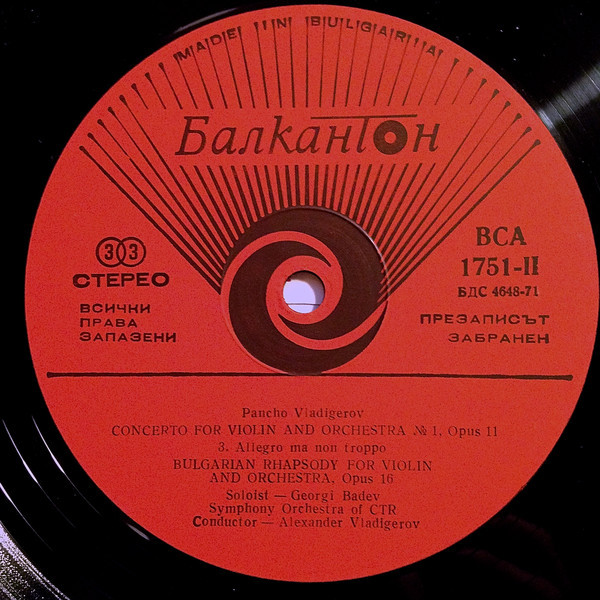 MADE IN BULGARIA
Балкантон
33
СТЕРЕО
ВСИЧКИ
ПРАВА
ЗАПАЗЕНИ
ВСА
1751-II
БДС 4648-71
ПРЕЗАПИСЪТ
ЗАБРАНЕН
Pancho Vladigerov
CONCERTO FOR VIOLIN AND ORCHESTRA № 1, Opus 11
3. Allegro ma non troppo
BULGARIAN RHAPSODY FOR VIOLIN
AND ORCHESTRA, Opus 16
Soloist — Georgi Badev
Symphony Orchestra of CTR
Conductor — Alexander Vladigerov